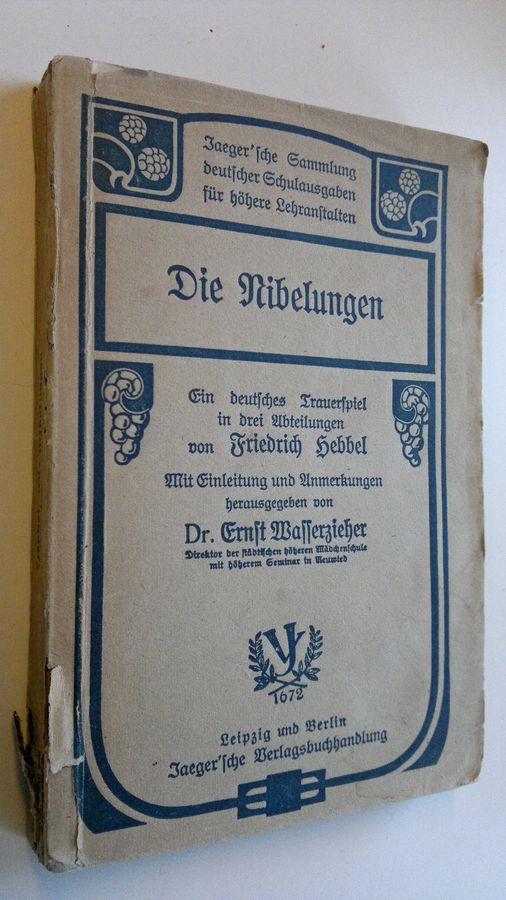 Jaeger'sche Sammlung
deutscher Schulausgaben
für höhere Lehranstalten
Die Nibelungen
Ein deutsches Trauerspiel
in drei Abteilungen
von Friedrich Hebbel
Mit Einleitung und Anmerkungen
herausgegeben von
Dr. Ernst Wasserzieher
Direktor der städtischen höheren Mädchenschule
mit höherem Seminar in Neuwied
VJ
1672
Leipzig und Berlin
Jaeger'sche Verlagsbuchhandlung